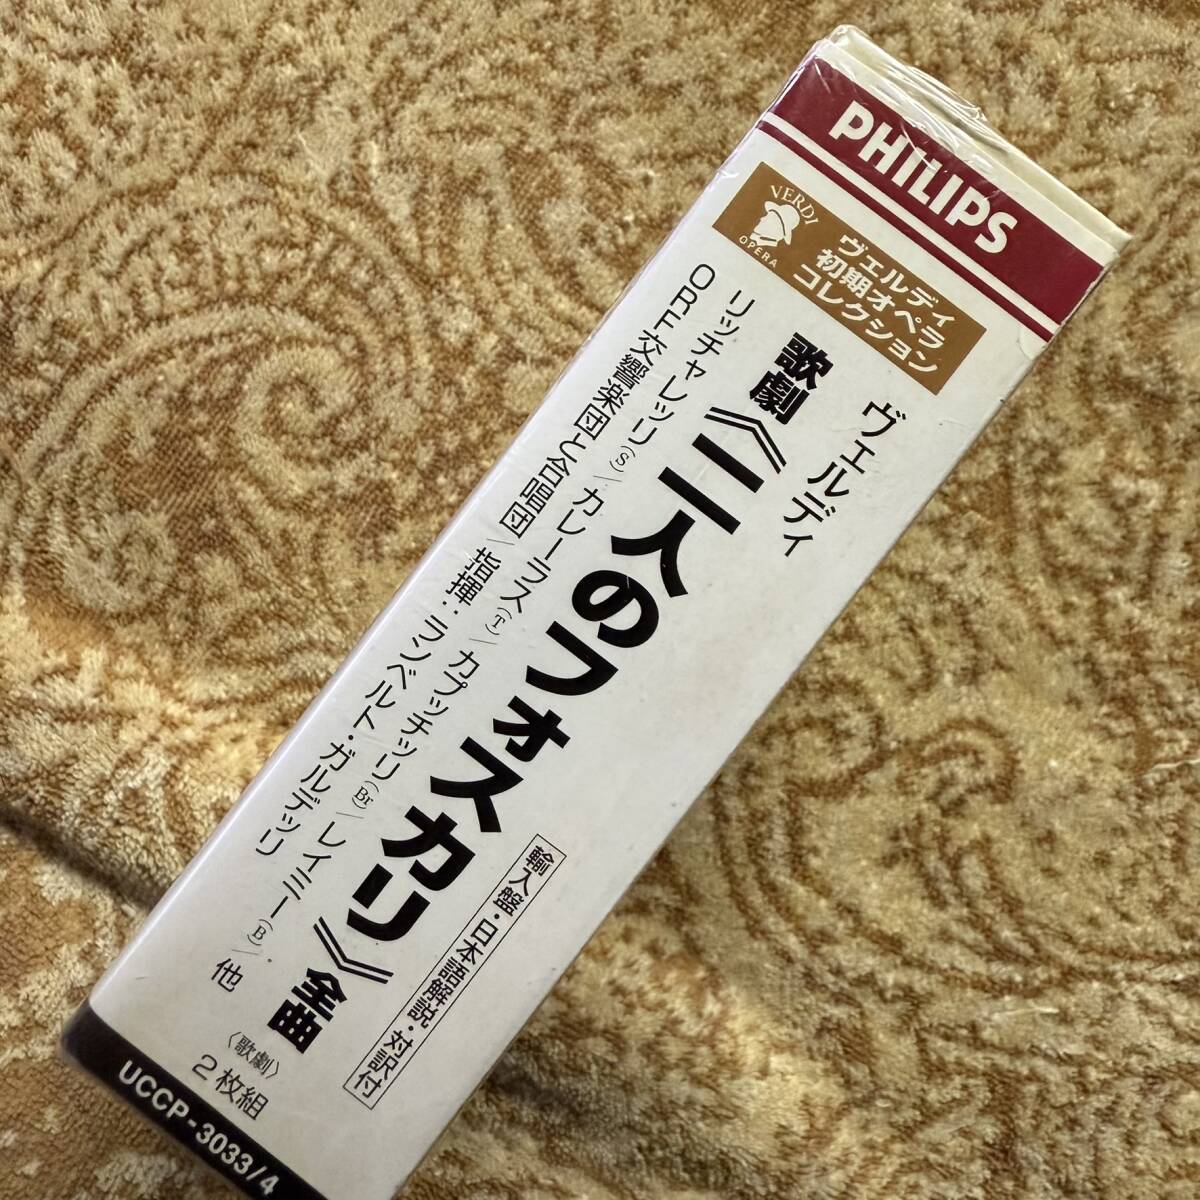 PHILIPS
VERDI
OPERA
ヴェルディ
初期オペラ
コレクション
ヴェルディ
歌劇《二人のフォスカリ》全曲
リッチャレッリ(S)/カレーラス(T)/カプッチッリ(Br)/レイミー(B)/他
ORF交響楽団と合唱団/指揮:ランベルト・ガルデッリ
輸入盤・日本語解説・対訳付
〈歌劇〉
2枚組
UCCP-3033/4